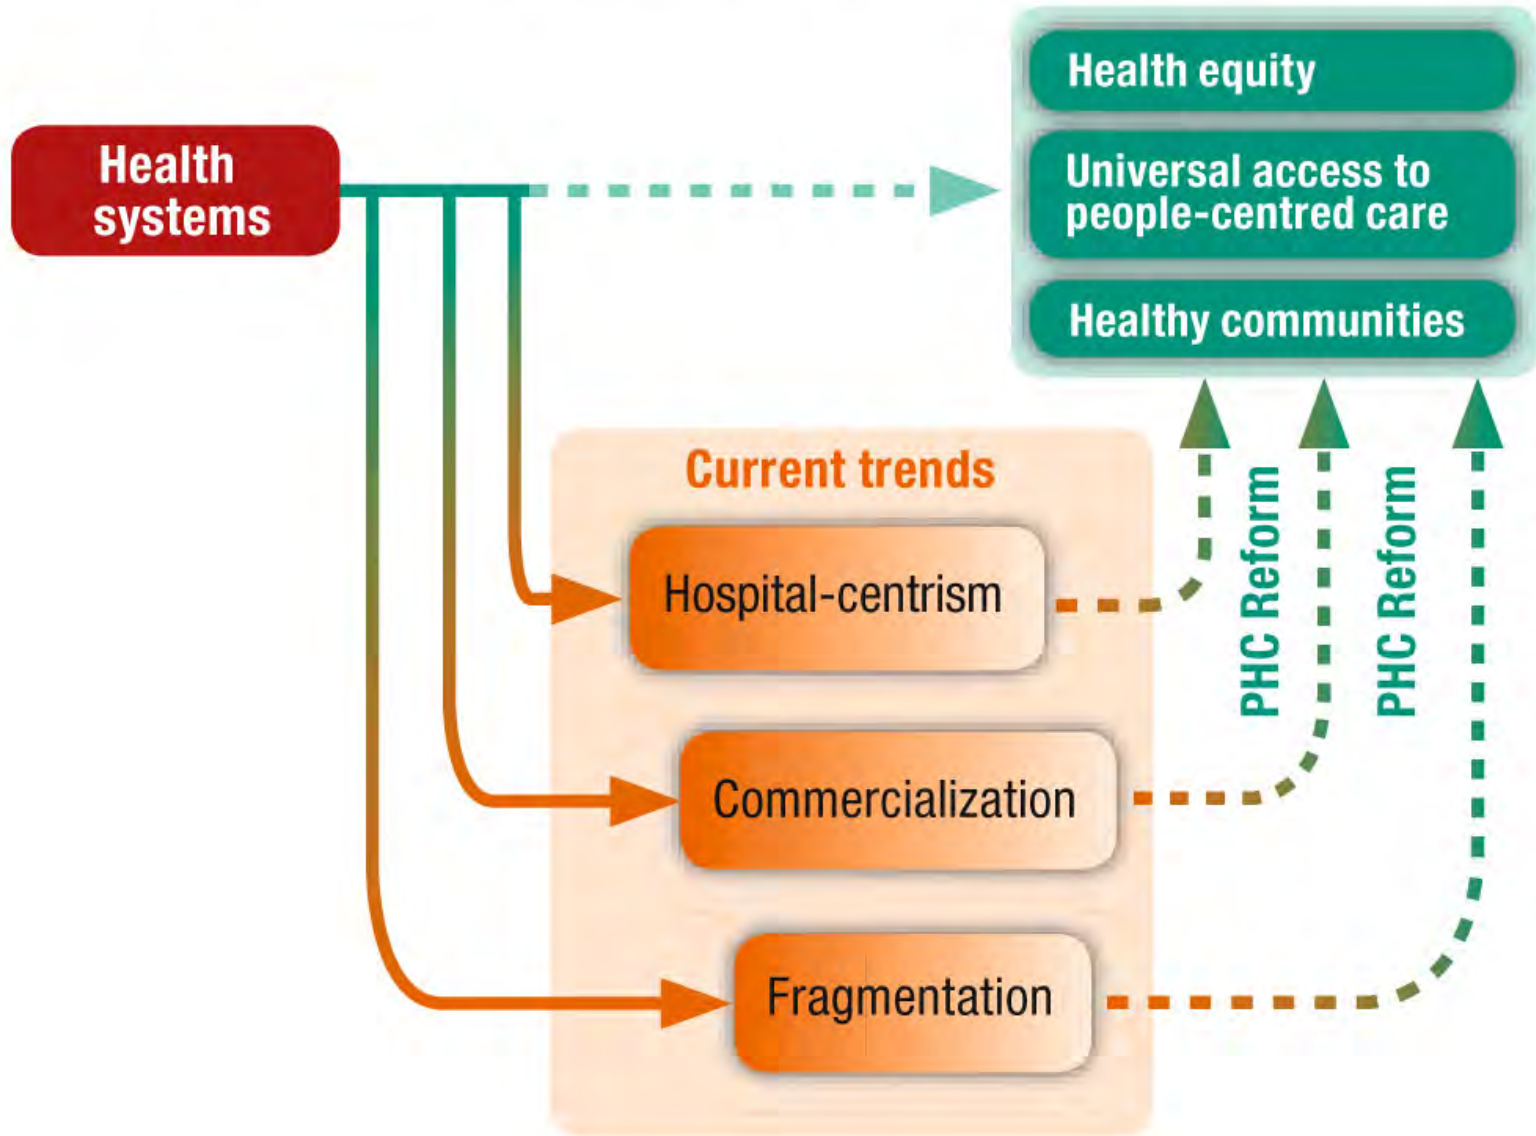 Health
systems
Health equity
Universal access to
people-centred care
Healthy communities
Current trends
Hospital-centrism
Commercialization
Fragmentation
PHC Reform
PHC Reform